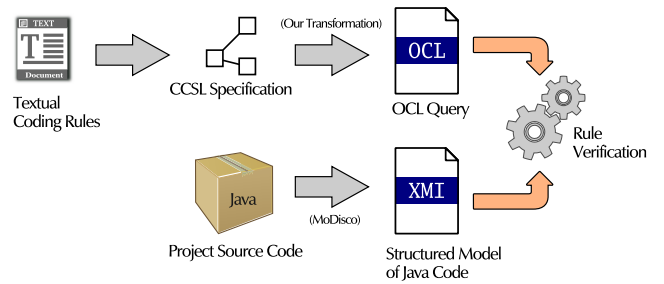 TEXT
T
Document
Textual
Coding Rules
CCSL Specification
(Our Transformation)
OCL
OCL Query
Rule
Verification
Java
Project Source Code
(MoDisco)
XMI
Structured Model
of Java Code